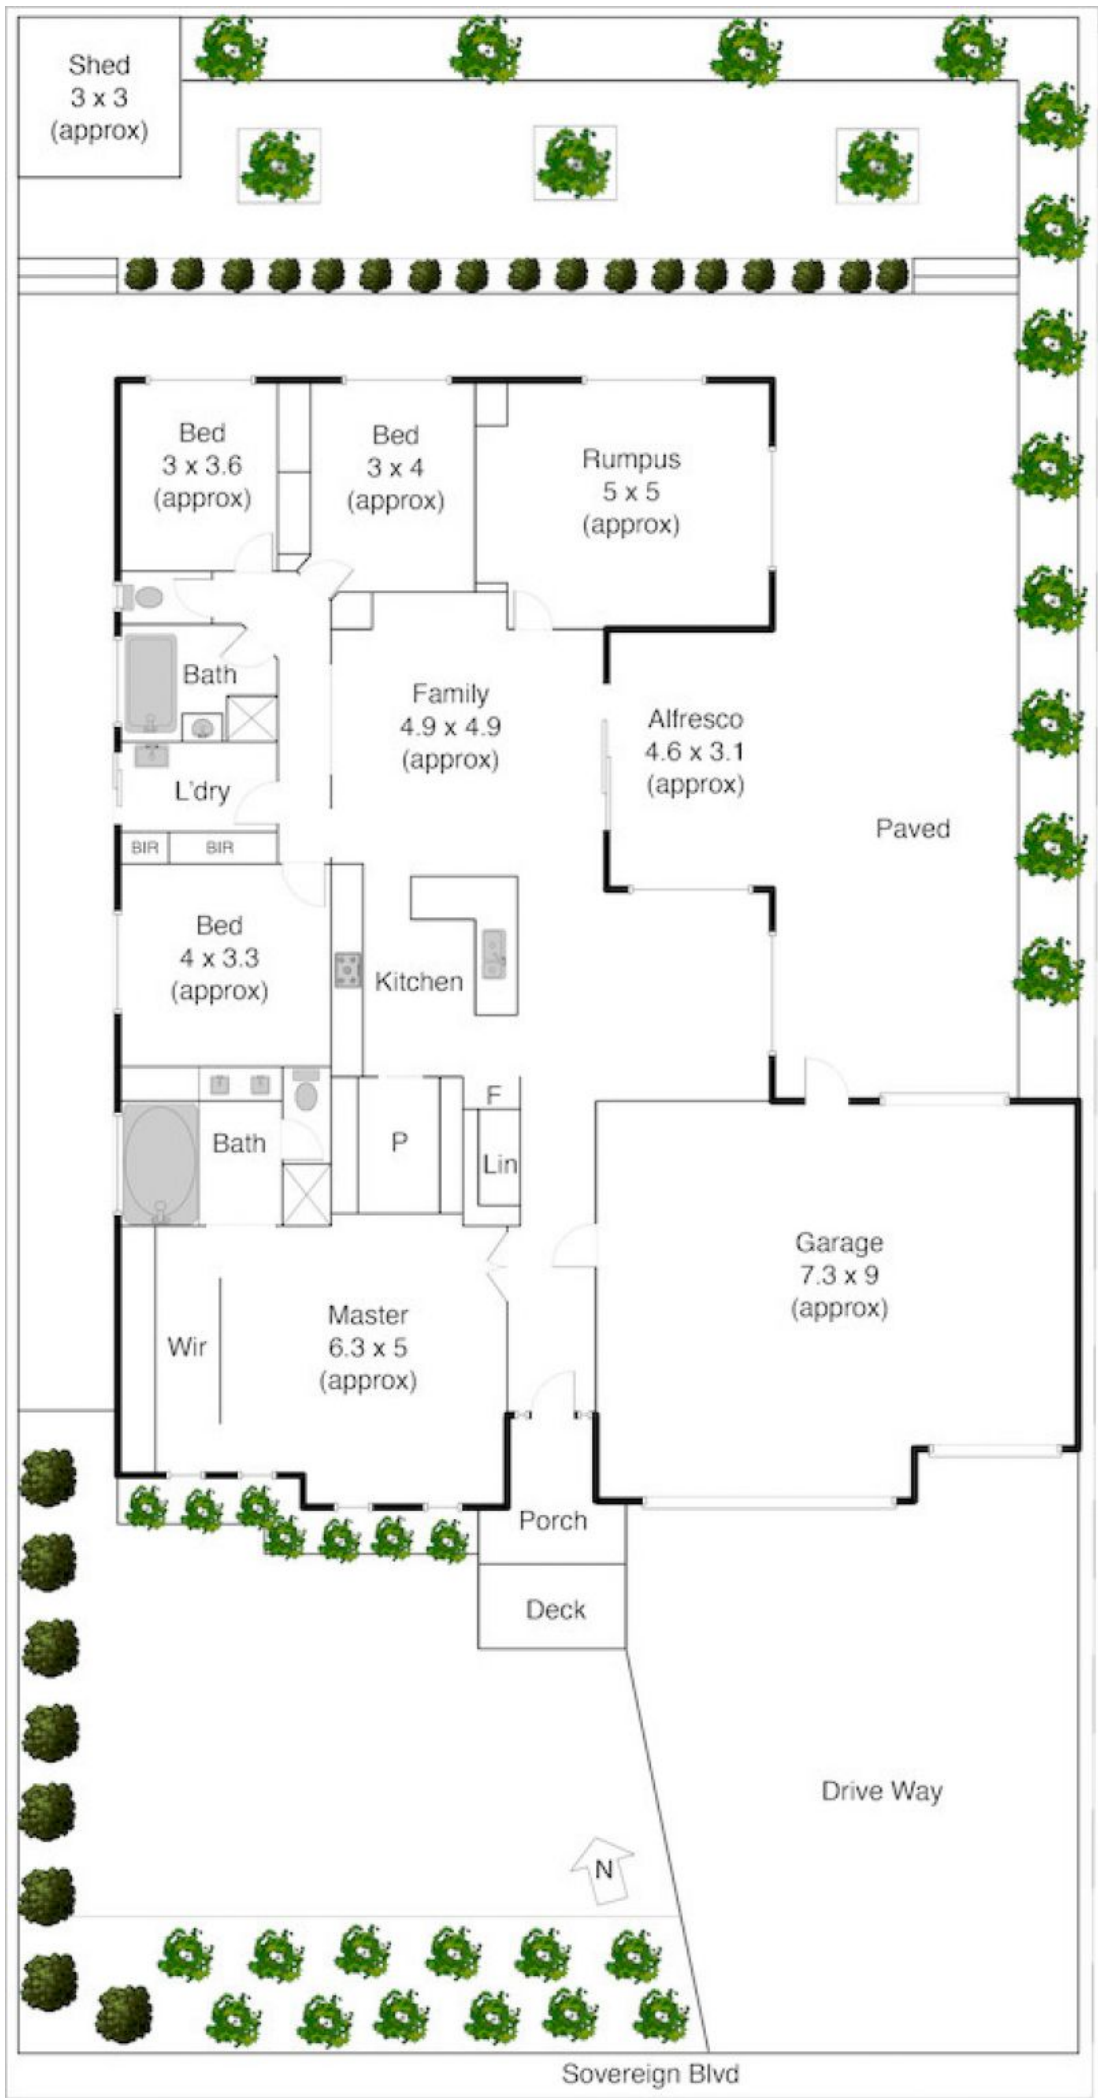 Shed
3 x 3
(approx)
Bed
3 x 3.6
(approx)
Bed
3 x 4
(approx)
Rumpus
5 x 5
(approx)
Bath
Family
4.9 x 4.9
(approx)
Alfresco
4.6 x 3.1
(approx)
L'dry
Paved
BIR
BIR
Bed
4 x 3.3
(approx)
Kitchen
F
Bath
P
Lin
Garage
7.3 x 9
(approx)
Wir
Master
6.3 x 5
(approx)
Porch
Deck
Drive Way
N
Sovereign Blvd